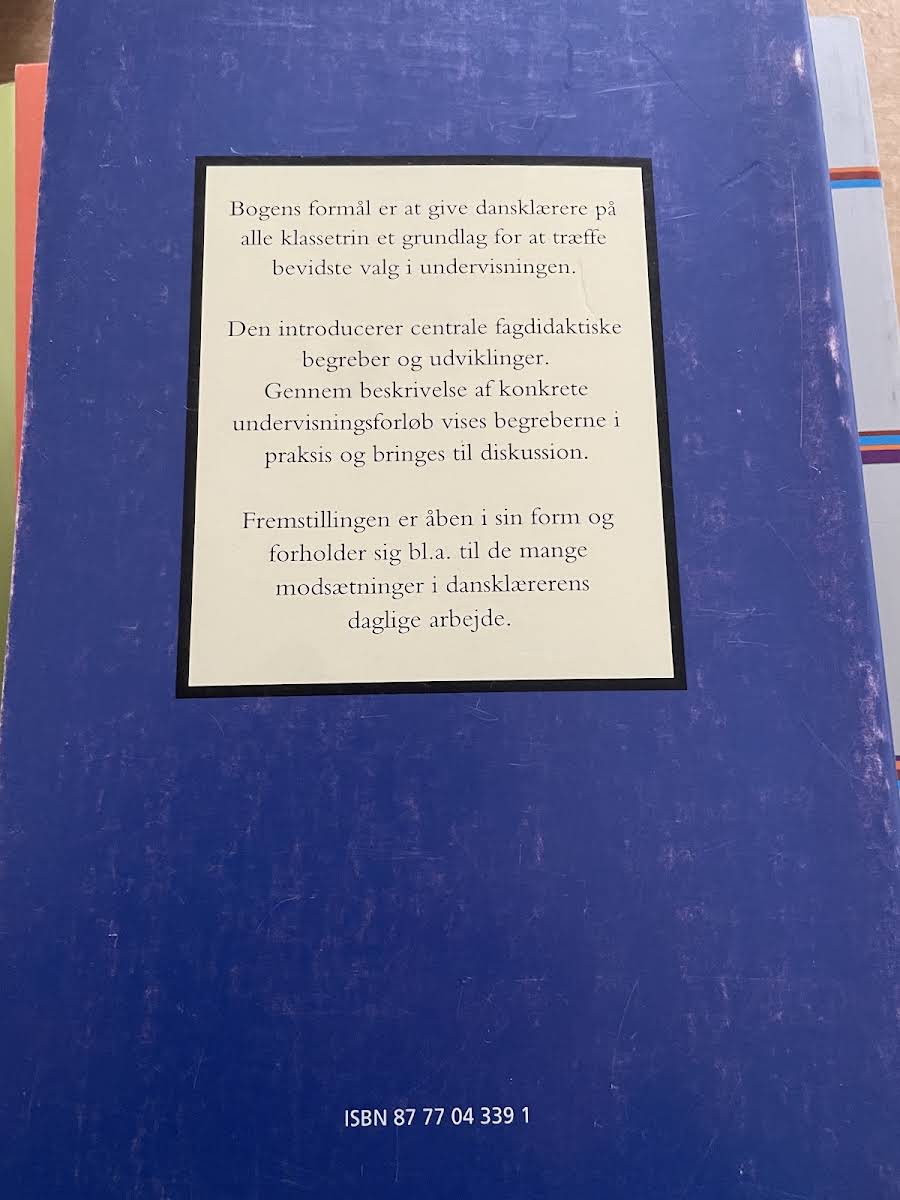 Bogens formål er at give dansklærere på
alle klassetrin et grundlag for at træffe
bevidste valg i undervisningen.
Den introducerer centrale fagdidaktiske
begreber og udviklinger.
Gennem beskrivelse af konkrete
undervisningsforløb vises begreberne i
praksis og bringes til diskussion.
Fremstillingen er åben i sin form og
forholder sig bl.a. til de mange
modsætninger i dansklærerens
daglige arbejde.
ISBN 87 77 04 339 1